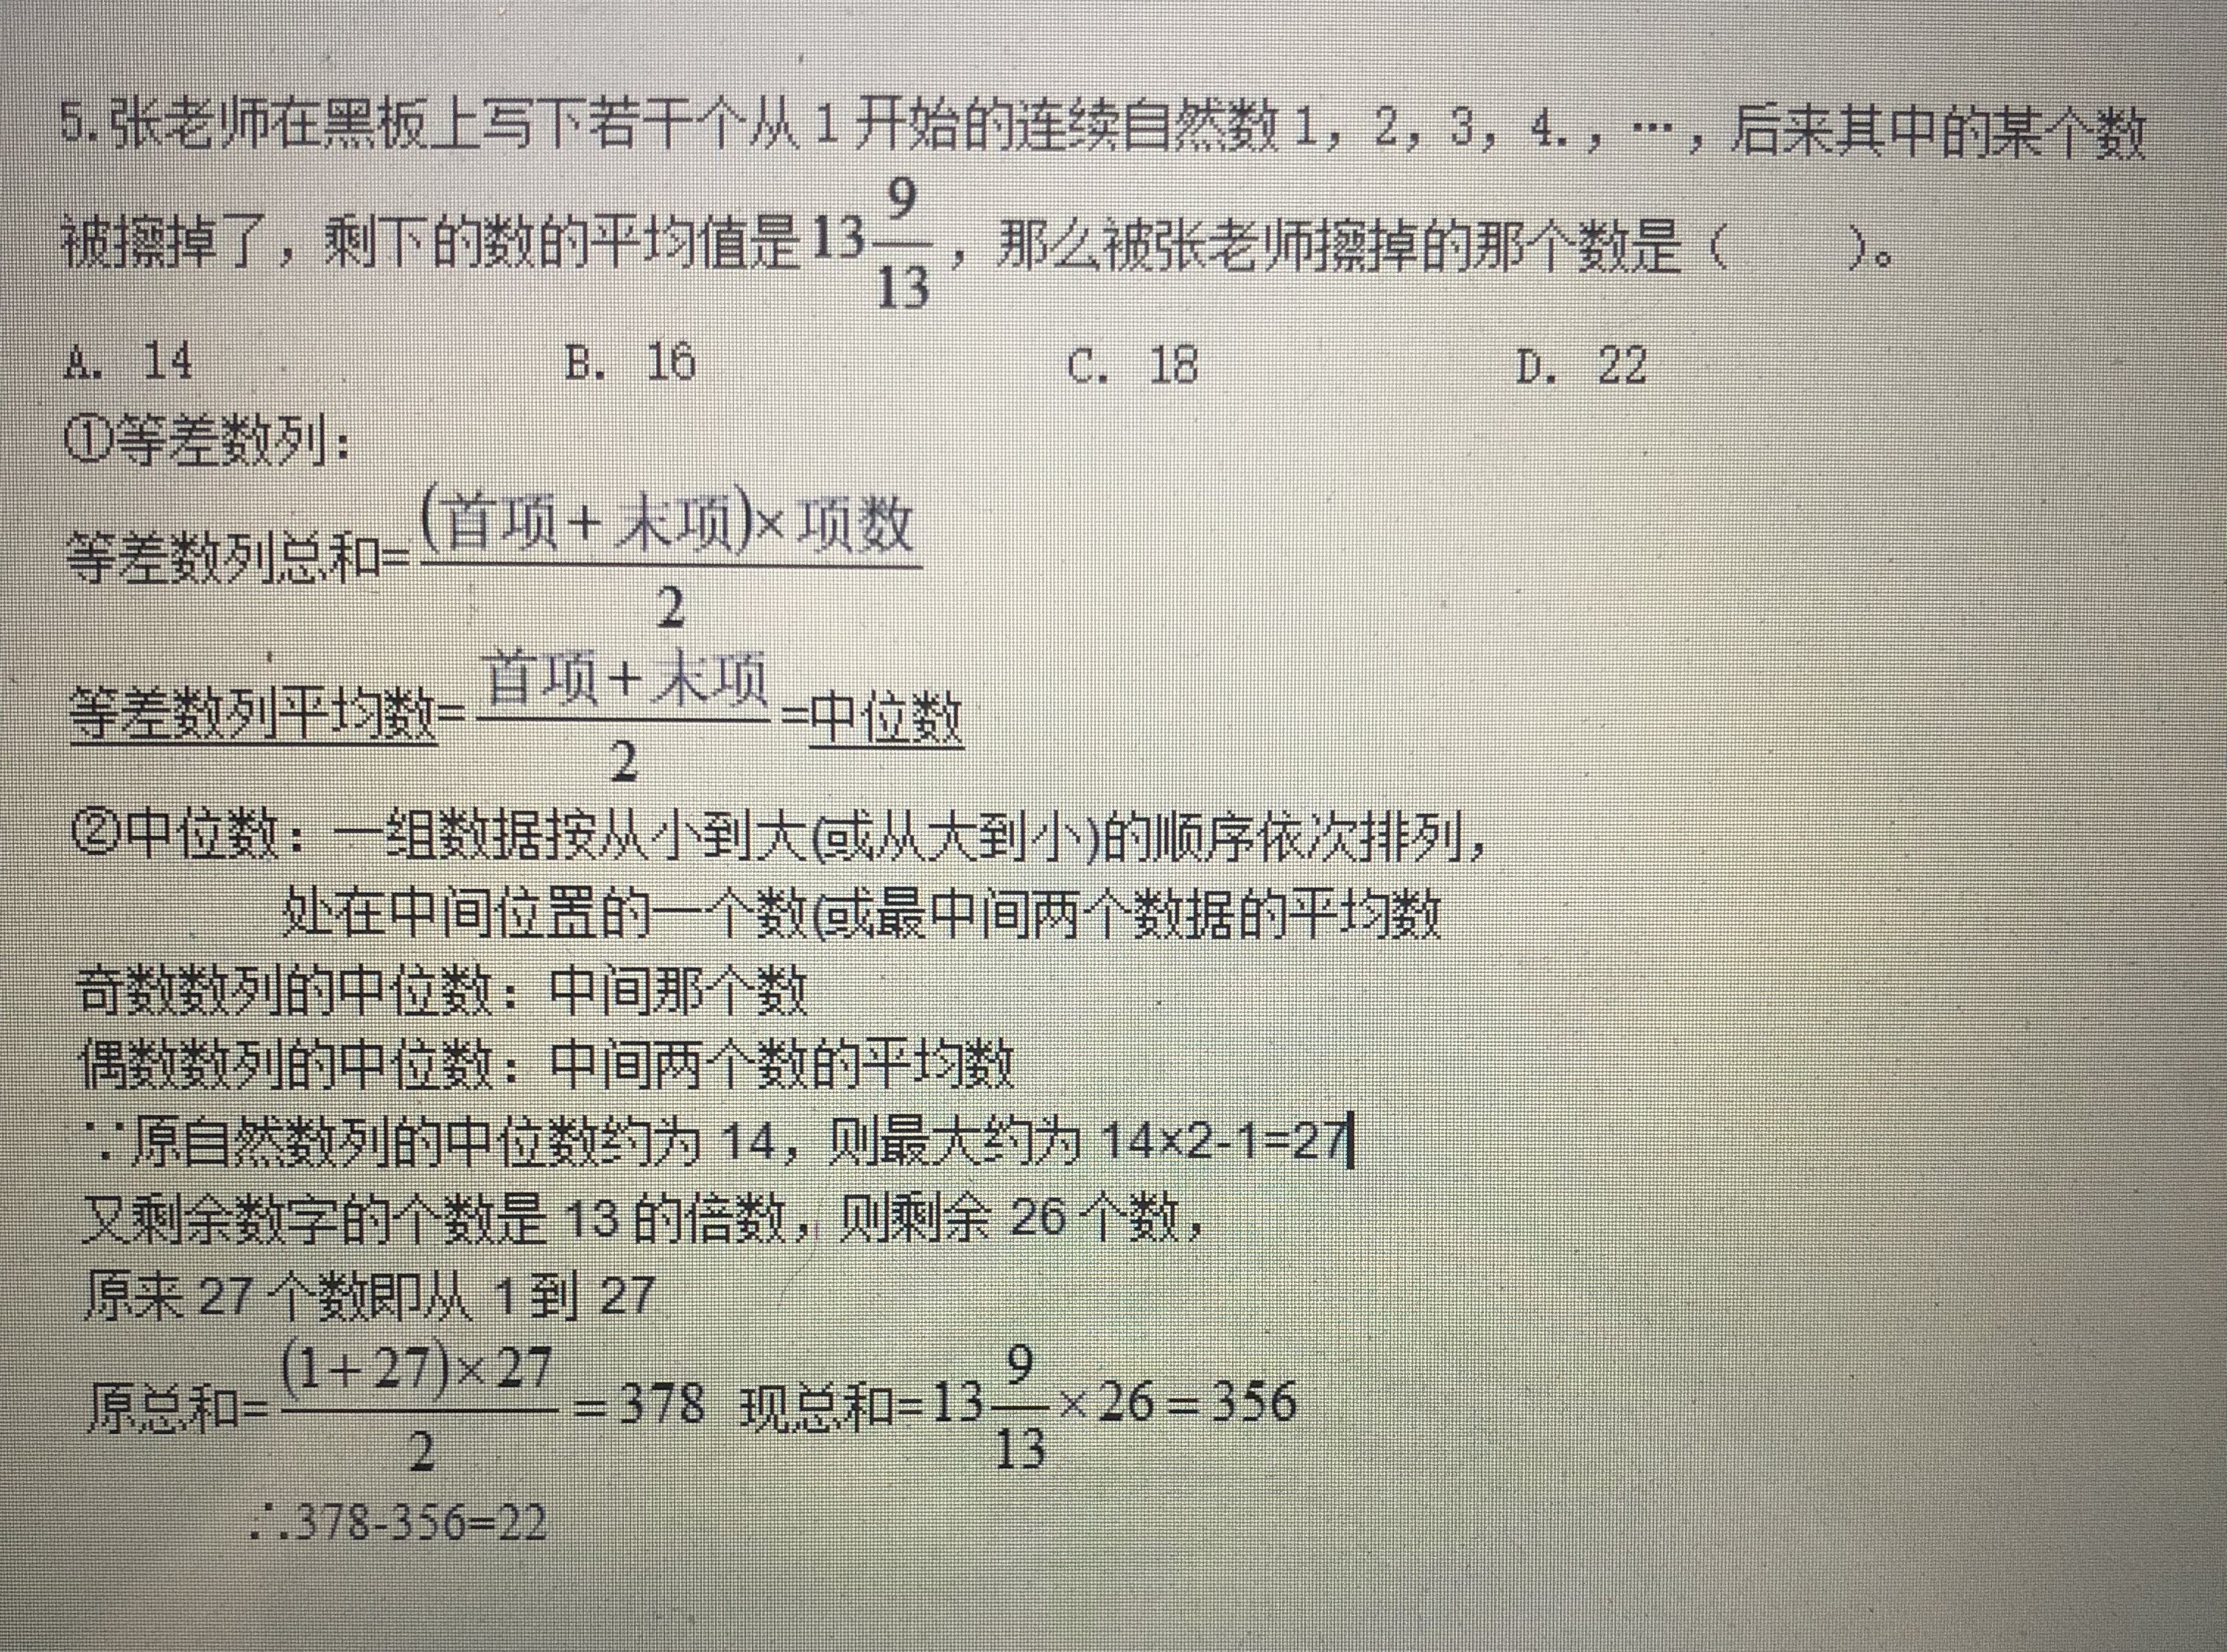 5.张老师在黑板上写下若干个从1开始的连续自然数1，2，3，4.，…，后来其中的某个数
被擦掉了，剩下的数的平均值是13 9/13，那么被张老师擦掉的那个数是（　　）。
A. 14 B. 16 C. 18 D. 22
①等差数列：
等差数列总和=(首项+末项)×项数/2
等差数列平均数=首项+末项/2=中位数
②中位数：一组数据按从小到大(或从大到小)的顺序依次排列，
处在中间位置的一个数(或最中间两个数据的平均数
奇数数列的中位数：中间那个数
偶数数列的中位数：中间两个数的平均数
∵原自然数列的中位数约为 14，则最大约为 14×2-1=27
又剩余数字的个数是 13 的倍数，则剩余 26 个数，
原来 27 个数即从 1 到 27
原总和=(1+27)×27/2=378 现总和=13 9/13×26=356
∴378-356=22